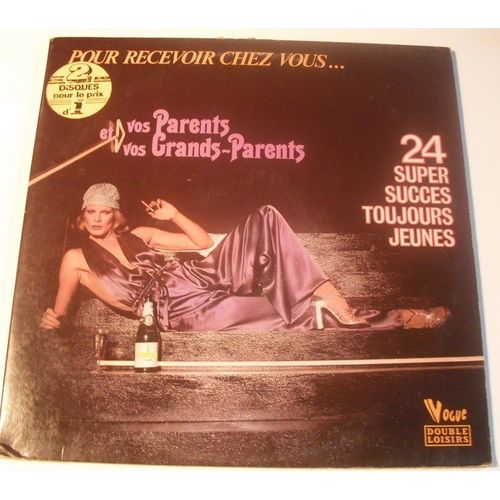 POUR RECEVOIR CHEZ VOUS...
2
DISQUES
pour le prix
d'1
et vos Parents
vos Grands-Parents
24
SUPER
SUCCES
TOUJOURS
JEUNES
VOGUE
DOUBLE
LOISIRS